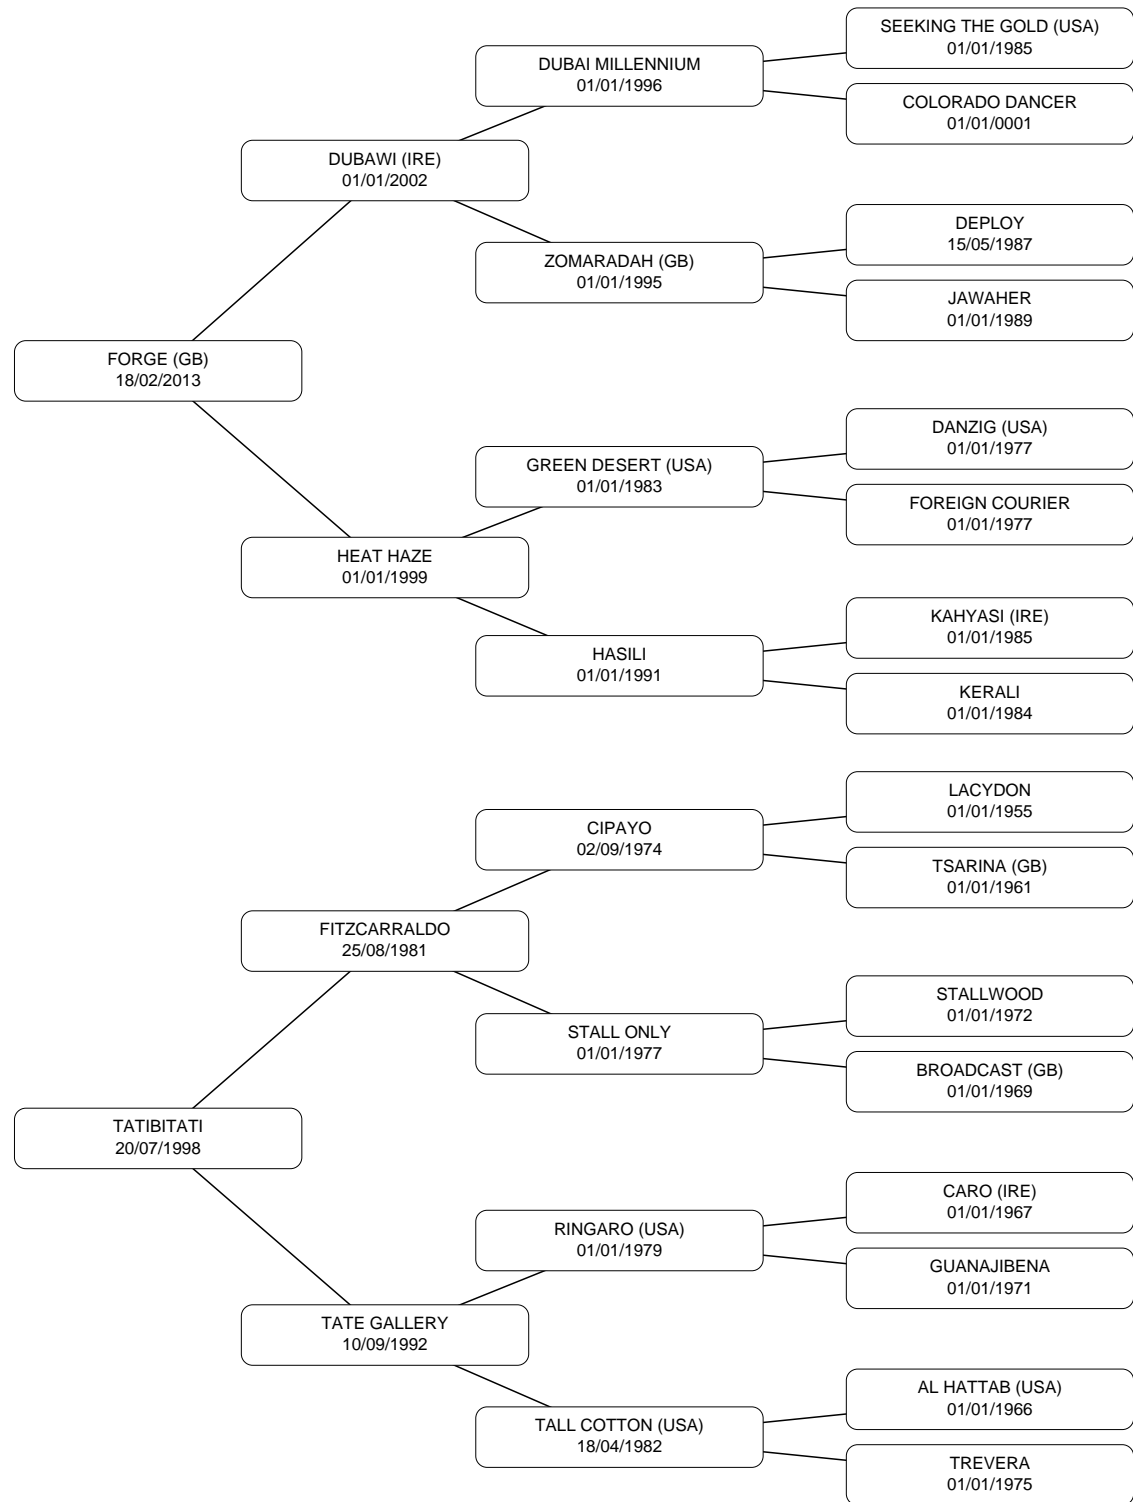 SEEKING THE GOLD (USA)
01/01/1985
DUBAI MILLENNIUM
01/01/1996
COLORADO DANCER
01/01/0001
DUBAWI (IRE)
01/01/2002
DEPLOY
15/05/1987
ZOMARADAH (GB)
01/01/1995
JAWAHER
01/01/1989
FORGE (GB)
18/02/2013
DANZIG (USA)
01/01/1977
GREEN DESERT (USA)
01/01/1983
FOREIGN COURIER
01/01/1977
HEAT HAZE
01/01/1999
KAHYASI (IRE)
01/01/1985
HASILI
01/01/1991
KERALI
01/01/1984
LACYDON
01/01/1955
CIPAYO
02/09/1974
TSARINA (GB)
01/01/1961
FITZCARRALDO
25/08/1981
STALLWOOD
01/01/1972
STALL ONLY
01/01/1977
BROADCAST (GB)
01/01/1969
TATIBITATI
20/07/1998
CARO (IRE)
01/01/1967
RINGARO (USA)
01/01/1979
GUANAJIBENA
01/01/1971
TATE GALLERY
10/09/1992
AL HATTAB (USA)
01/01/1966
TALL COTTON (USA)
18/04/1982
TREVERA
01/01/1975